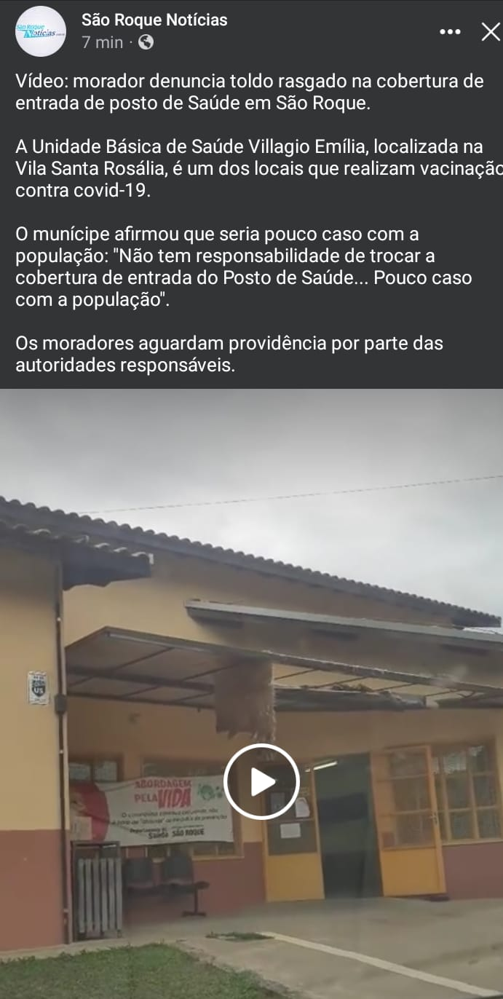 São Roque Notícias
São Roque
Notícias
7 min ·
Vídeo: morador denuncia toldo rasgado na cobertura de
entrada de posto de Saúde em São Roque.
A Unidade Básica de Saúde Villagio Emília, localizada na
Vila Santa Rosália, é um dos locais que realizam vacinação
contra covid-19.
O munícipe afirmou que seria pouco caso com a
população: "Não tem responsabilidade de trocar a
cobertura de entrada do Posto de Saúde... Pouco caso
com a população".
Os moradores aguardam providência por parte das
autoridades responsáveis.
US
ABORDAGEM
PELA VIDA
Saúde SÃO ROQUE